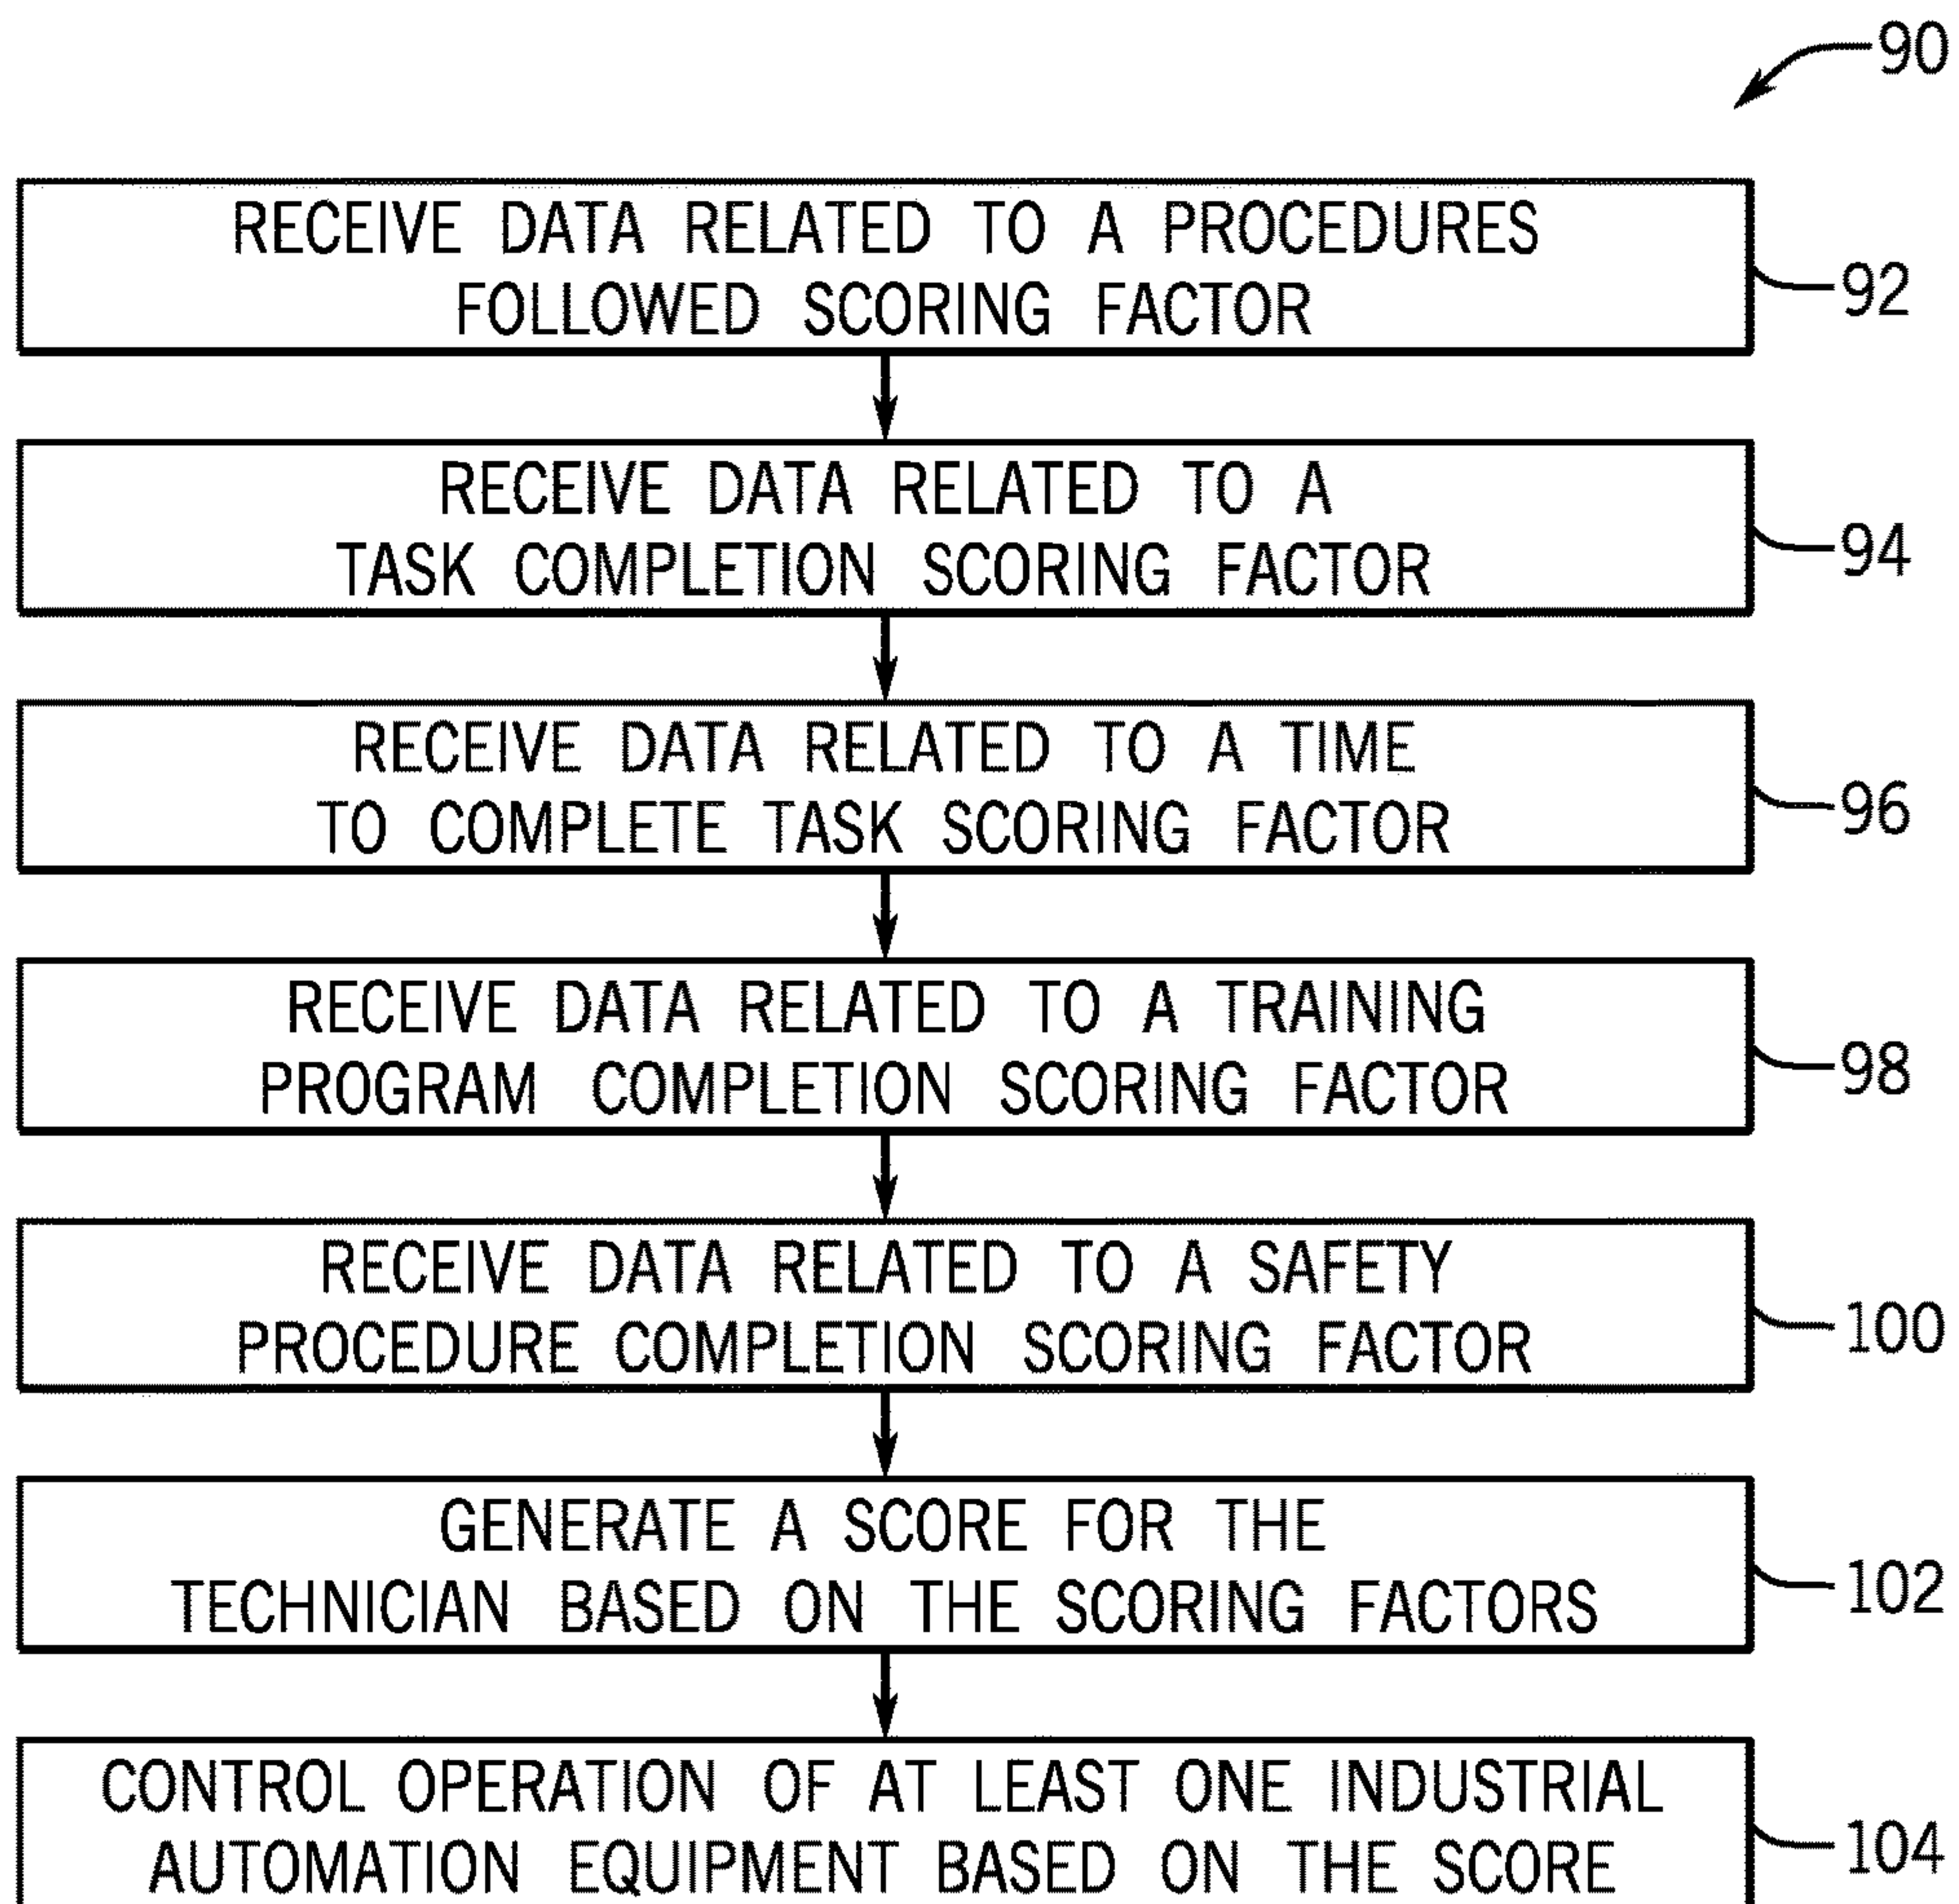 90
RECEIVE DATA RELATED TO A PROCEDURES
FOLLOWED SCORING FACTOR
92
RECEIVE DATA RELATED TO A
TASK COMPLETION SCORING FACTOR
94
RECEIVE DATA RELATED TO A TIME
TO COMPLETE TASK SCORING FACTOR
96
RECEIVE DATA RELATED TO A TRAINING
PROGRAM COMPLETION SCORING FACTOR
98
RECEIVE DATA RELATED TO A SAFETY
PROCEDURE COMPLETION SCORING FACTOR
100
GENERATE A SCORE FOR THE
TECHNICIAN BASED ON THE SCORING FACTORS
102
CONTROL OPERATION OF AT LEAST ONE INDUSTRIAL
AUTOMATION EQUIPMENT BASED ON THE SCORE
104